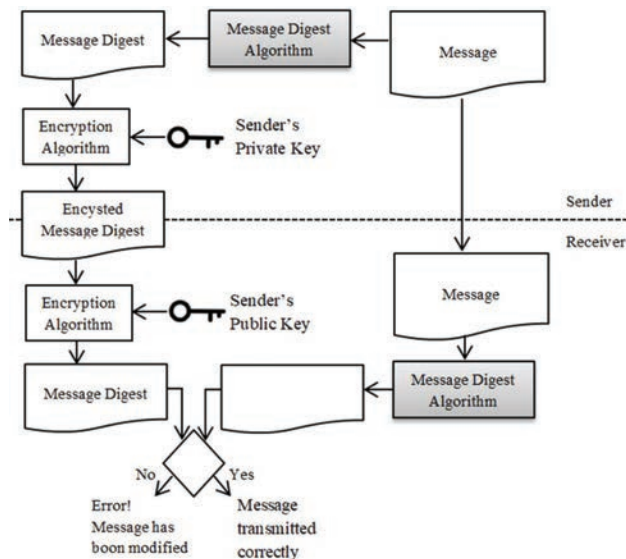 Message Digest
Message Digest
Algorithm
Message
Encryption
Algorithm
Sender's
Private Key
Encysted
Message Digest
Sender
Receiver
Encryption
Algorithm
Sender's
Public Key
Message
Message Digest
Message Digest
Algorithm
No
Yes
Error!
Message has
boon modified
Message
transmitted
correctly